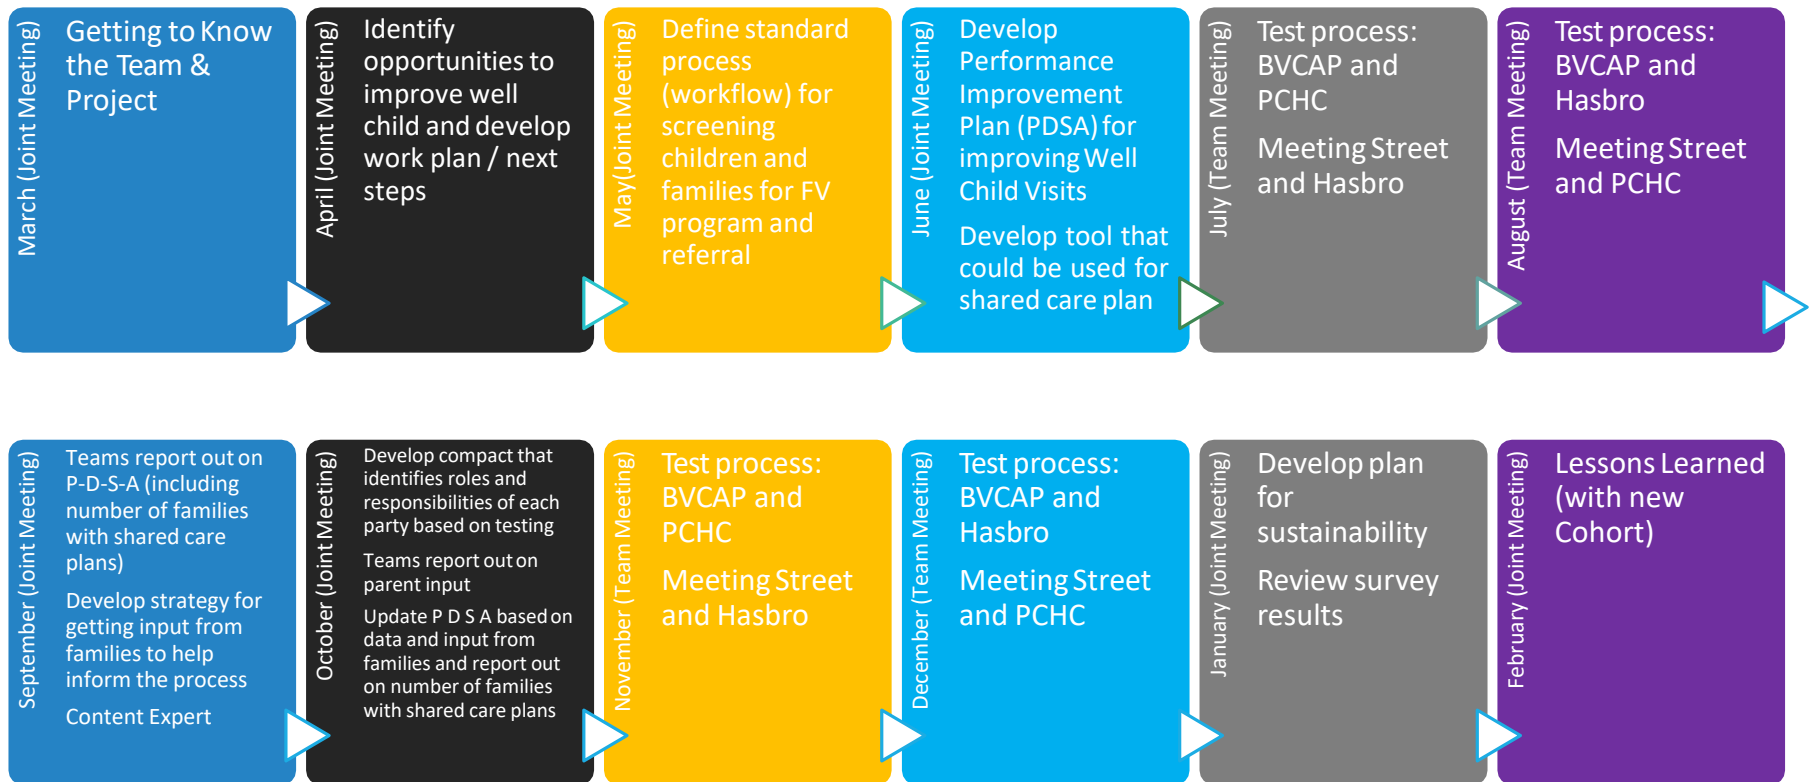 March (Joint Meeting)
Getting to Know
the Team &
Project
April (Joint Meeting)
Identify
opportunities to
improve well
child and develop
work plan / next
steps
May(Joint Meeting)
Define standard
process
(workflow) for
screening
children and
families for FV
program and
referral
June (Joint Meeting)
Develop
Performance
Improvement
Plan (PDSA) for
improving Well
Child Visits
Develop tool that
could be used for
shared care plan
July (Team Meeting)
Test process:
BVCAP and
PCHC
Meeting Street
and Hasbro
August (Team Meeting)
Test process:
BVCAP and
Hasbro
Meeting Street
and PCHC
September (Joint Meeting)
Teams report out on
P-D-S-A (including
number of families
with shared care
plans)
Develop strategy for
getting input from
families to help
inform the process
Content Expert
October (Joint Meeting)
Develop compact that
identifies roles and
responsibilities of each
party based on testing
Teams report out on
parent input
Update P D S A based on
data and input from
families and report out
on number of families
with shared care plans
November (Team Meeting)
Test process:
BVCAP and
PCHC
Meeting Street
and Hasbro
December (Team Meeting)
Test process:
BVCAP and
Hasbro
Meeting Street
and PCHC
January (Joint Meeting)
Develop plan
for
sustainability
Review survey
results
February (Joint Meeting)
Lessons Learned
(with new
Cohort)